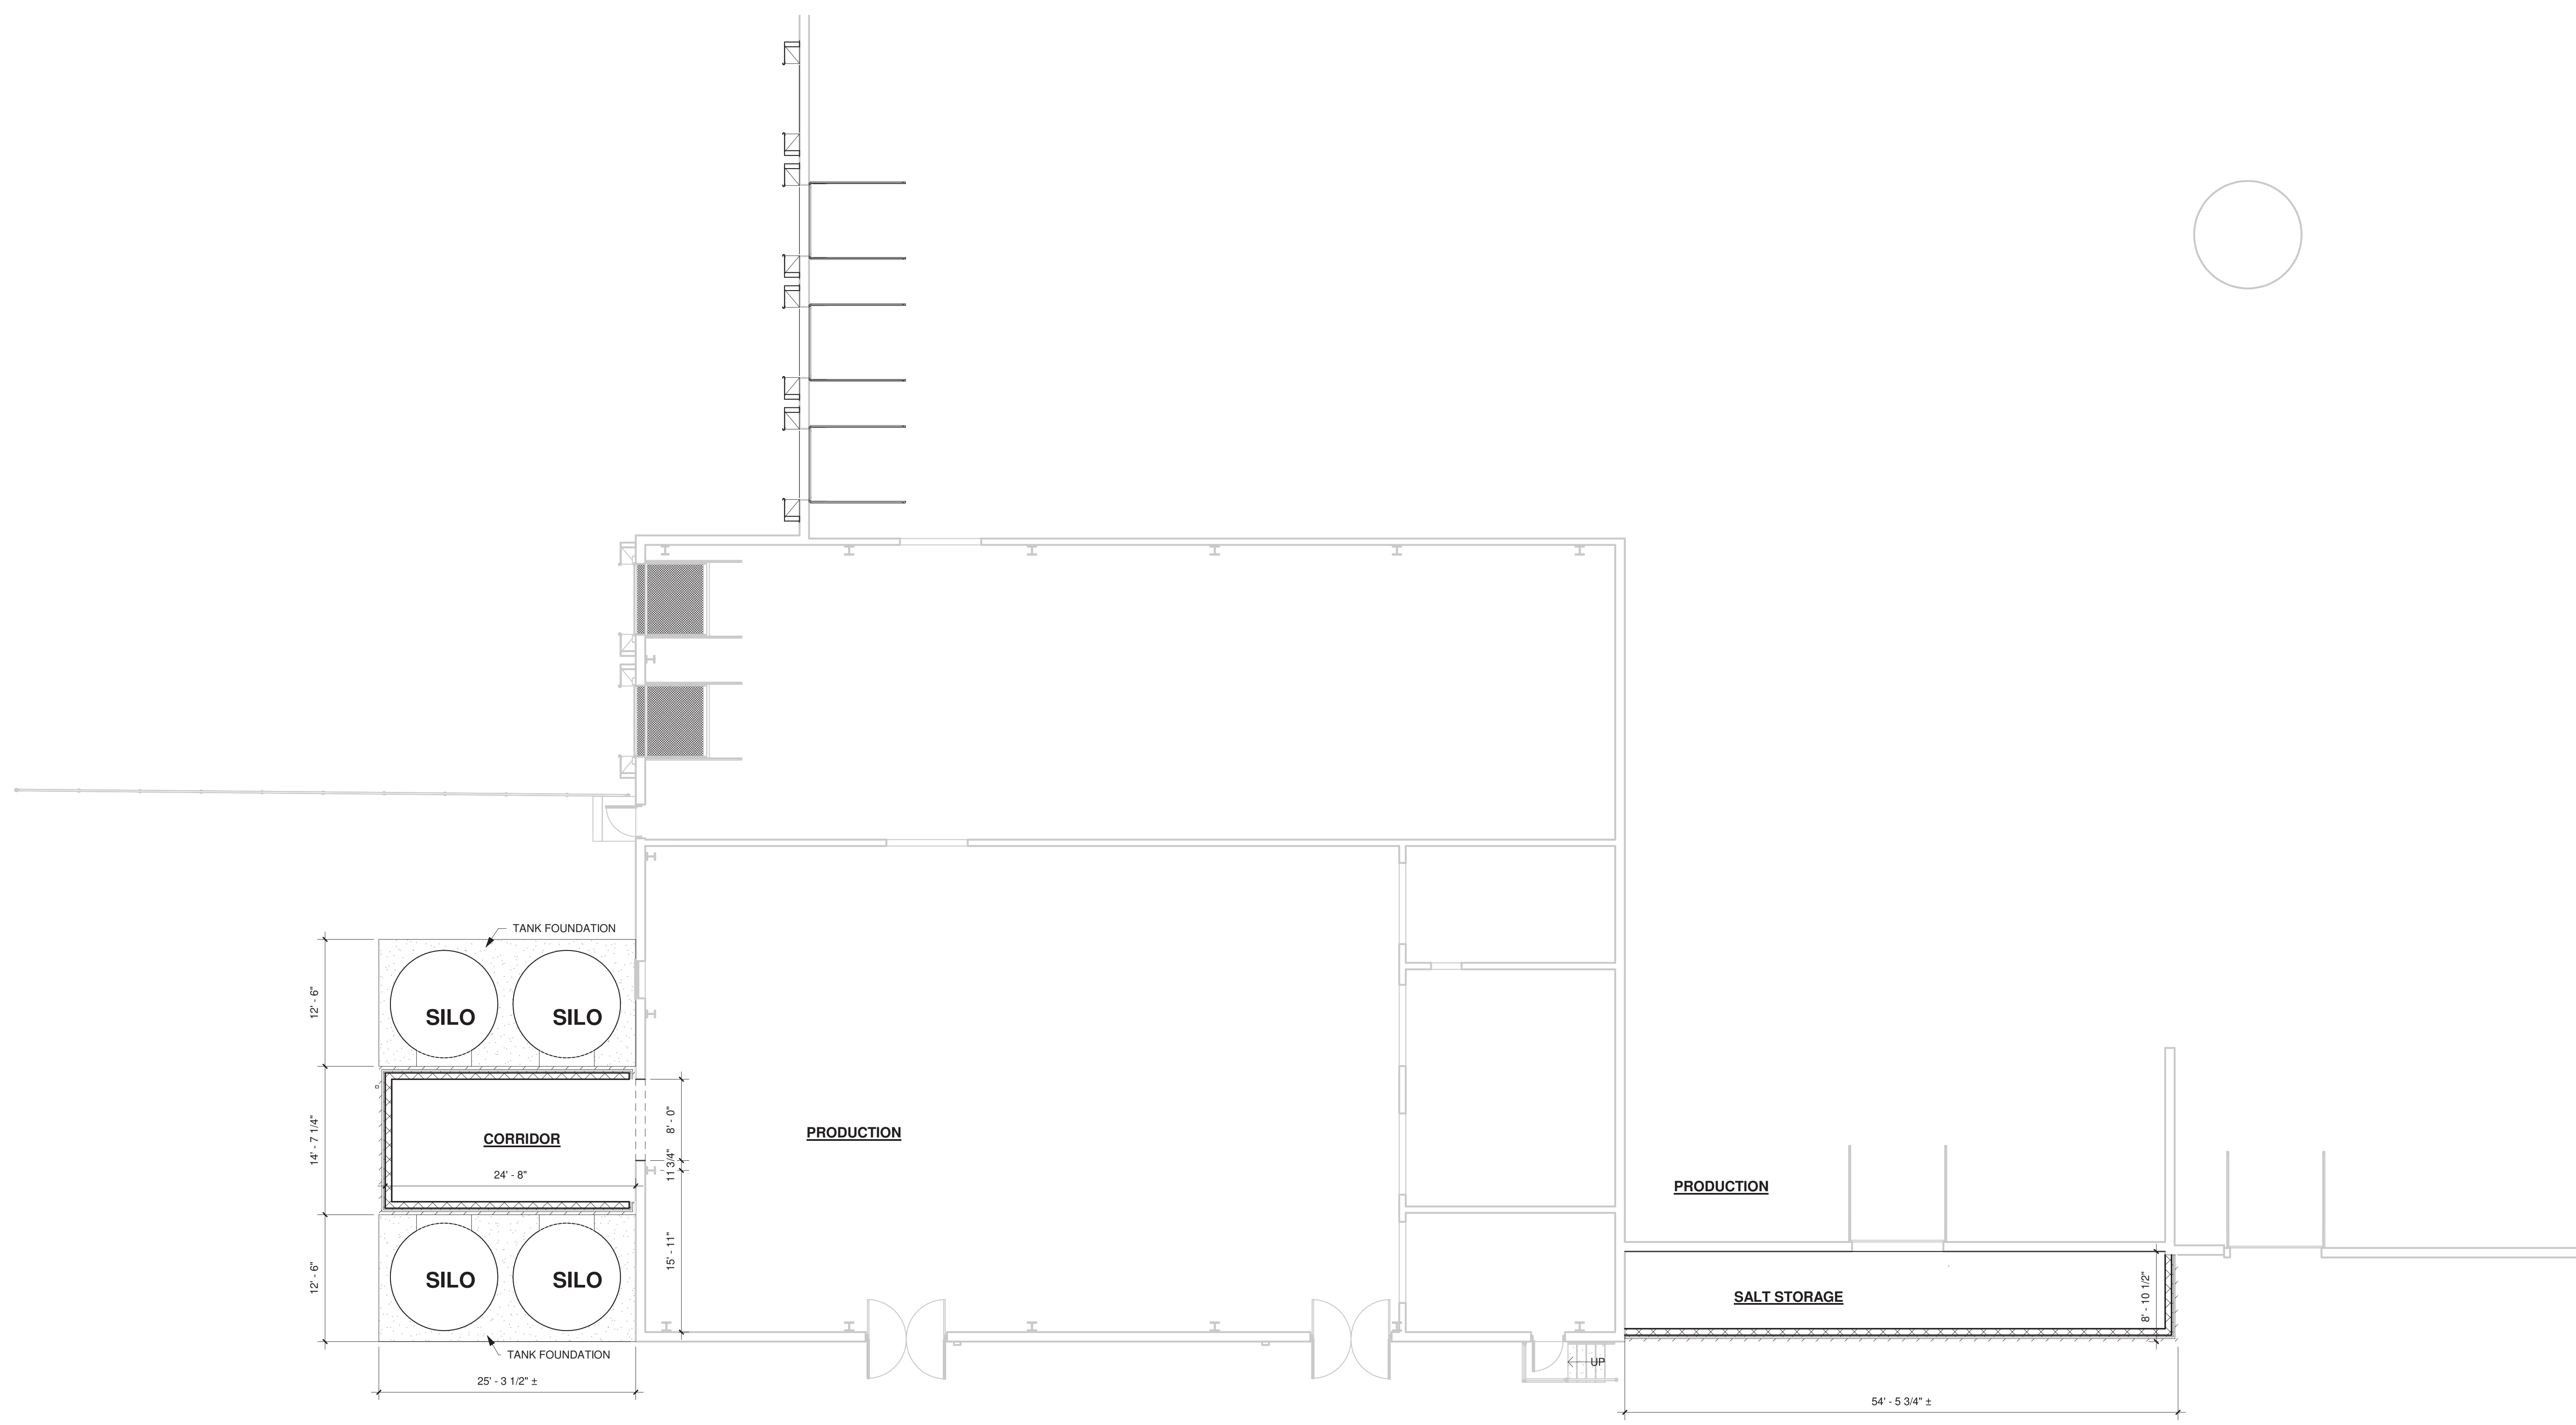 TANK FOUNDATION
12' - 6"
SILO
SILO
14' - 7 1/4"
8' - 0"
CORRIDOR
PRODUCTION
11 3/4"
24' - 8"
PRODUCTION
15' - 11"
12' - 6"
SILO
SILO
SALT STORAGE
8' - 10 1/2"
TANK FOUNDATION
UP
25' - 3 1/2" ±
54' - 5 3/4" ±